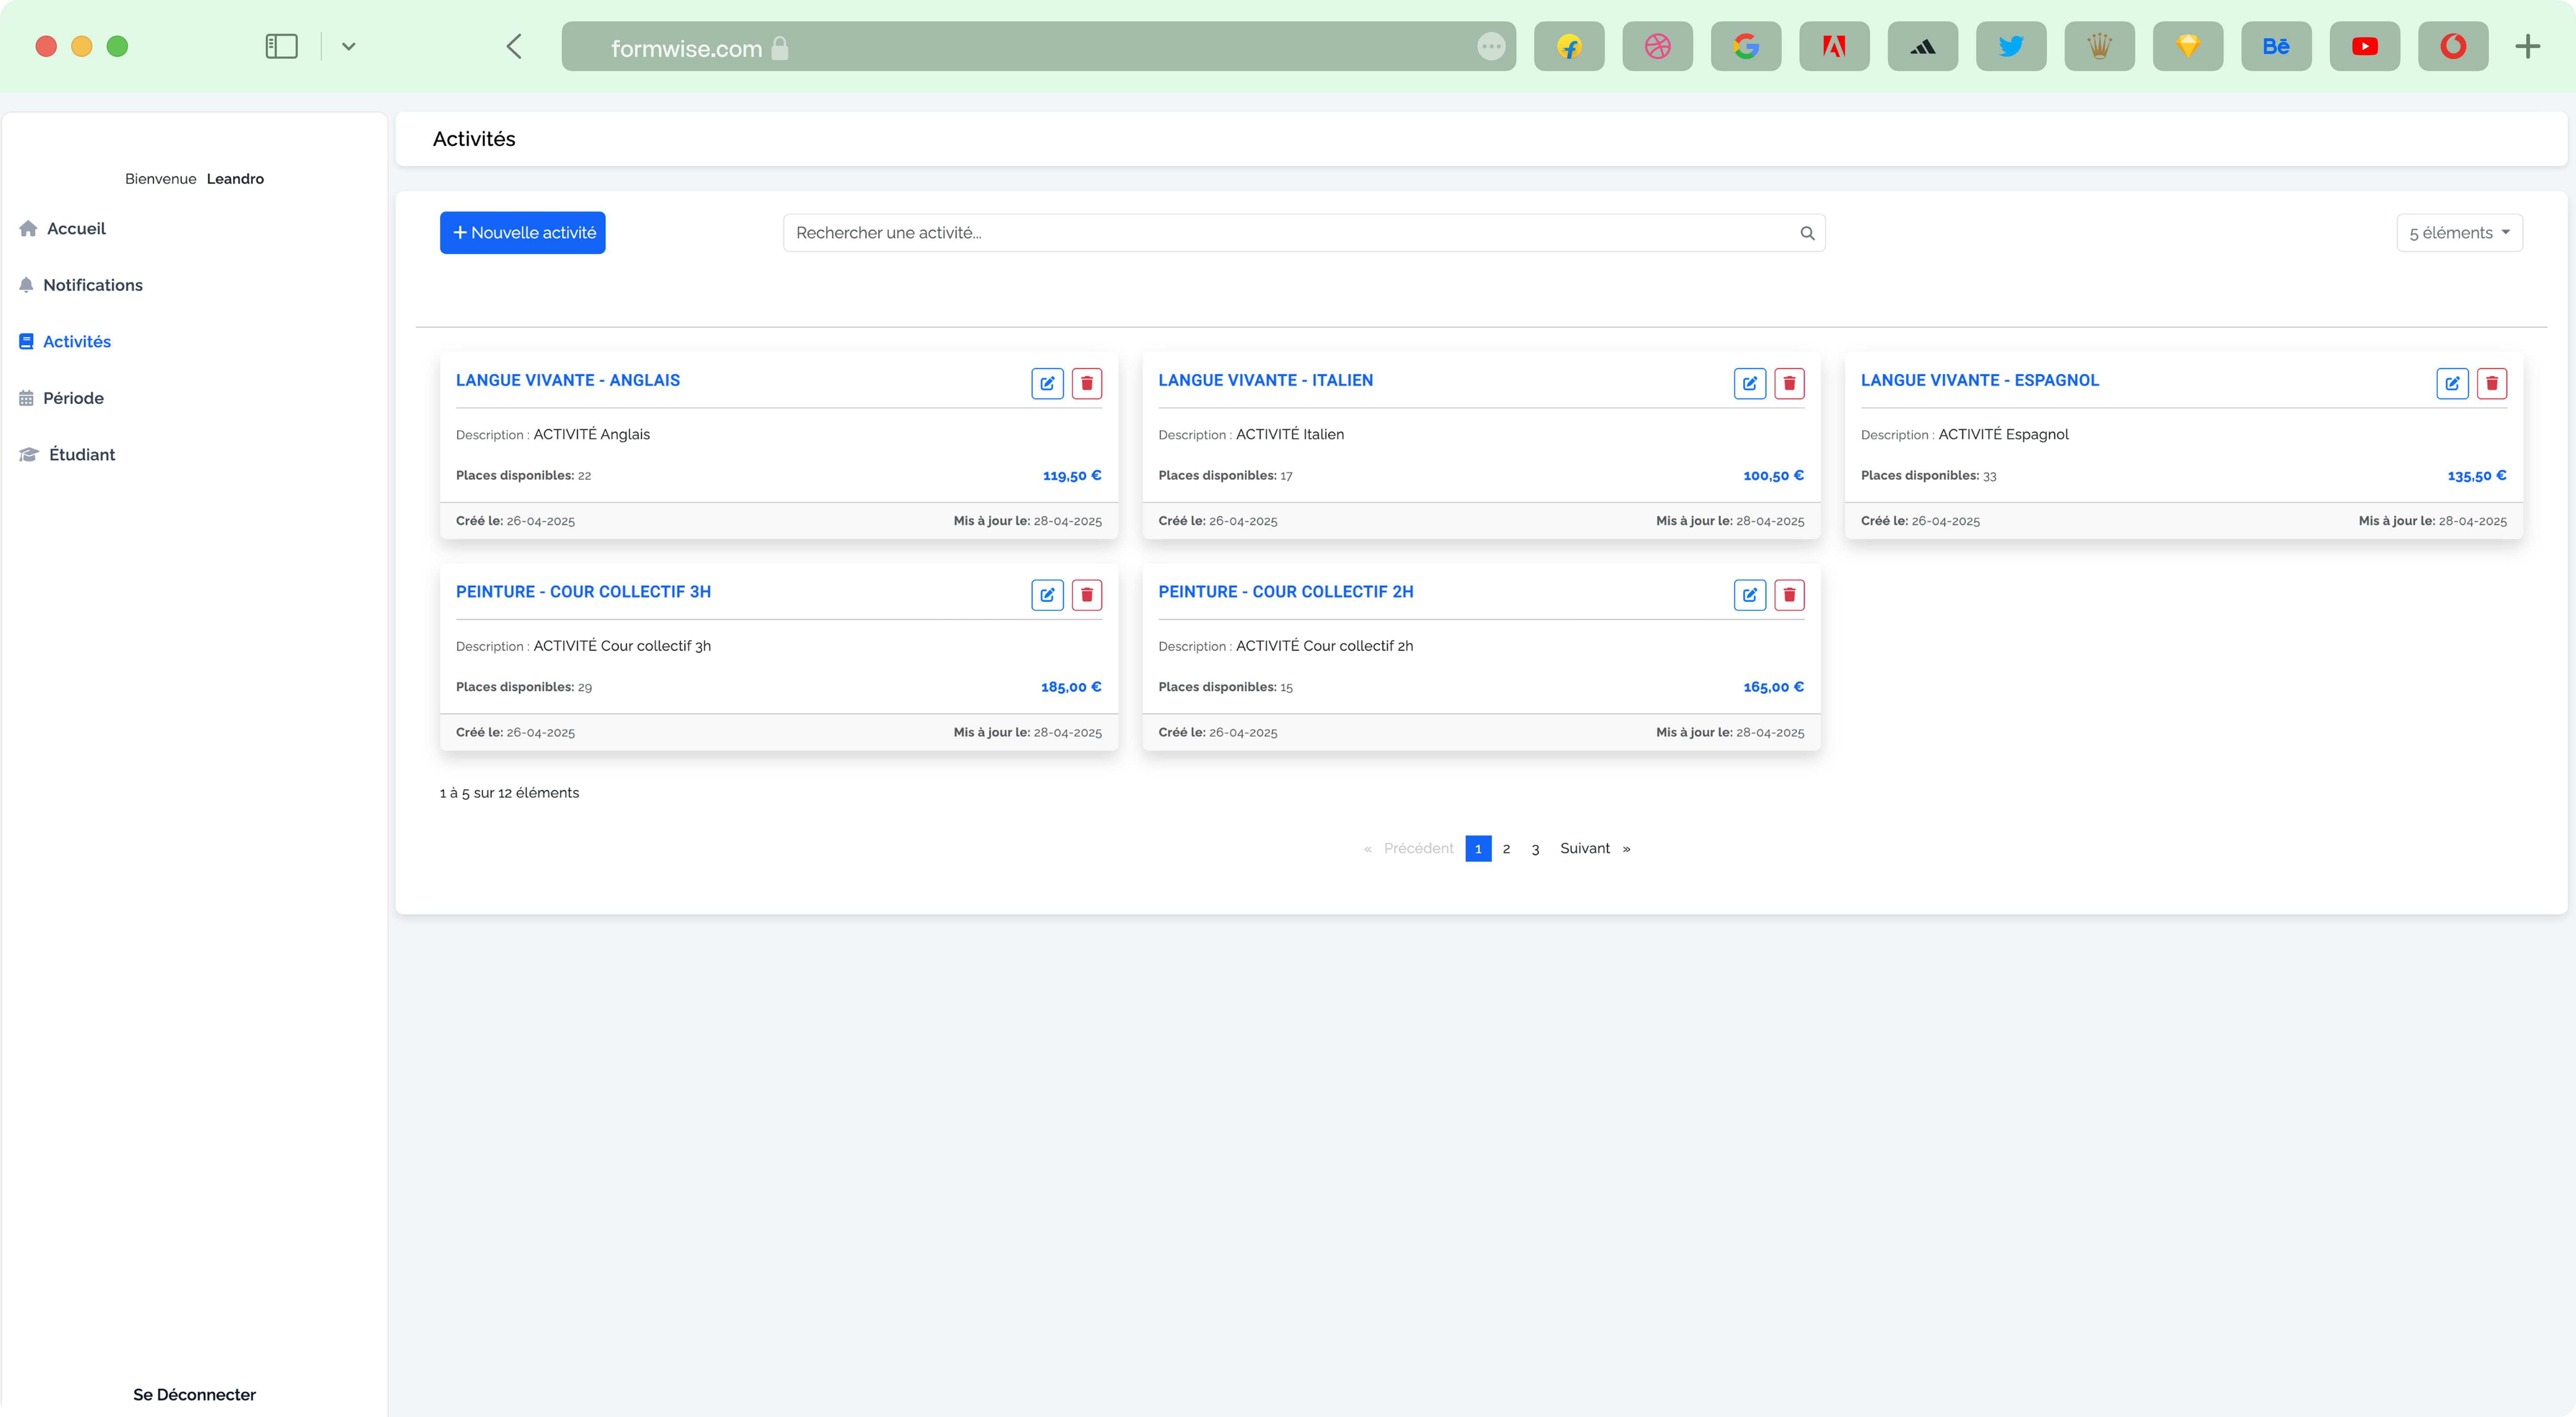 formwise.com
Bē
Activités
Bienvenue Leandro
Accueil
Notifications
Activités
Période
Étudiant
Se Déconnecter
+ Nouvelle activité
Rechercher une activité...
5 éléments
LANGUE VIVANTE - ANGLAIS
Description : ACTIVITÉ Anglais
Places disponibles: 22
119,50 €
Créé le: 26-04-2025
Mis à jour le: 28-04-2025
LANGUE VIVANTE - ITALIEN
Description : ACTIVITÉ Italien
Places disponibles: 17
100,50 €
Créé le: 26-04-2025
Mis à jour le: 28-04-2025
LANGUE VIVANTE - ESPAGNOL
Description : ACTIVITÉ Espagnol
Places disponibles: 33
135,50 €
Créé le: 26-04-2025
Mis à jour le: 28-04-2025
PEINTURE - COUR COLLECTIF 3H
Description : ACTIVITÉ Cour collectif 3h
Places disponibles: 29
185,00 €
Créé le: 26-04-2025
Mis à jour le: 28-04-2025
PEINTURE - COUR COLLECTIF 2H
Description : ACTIVITÉ Cour collectif 2h
Places disponibles: 15
165,00 €
Créé le: 26-04-2025
Mis à jour le: 28-04-2025
1 à 5 sur 12 éléments
« Précédent 1 2 3 Suivant »